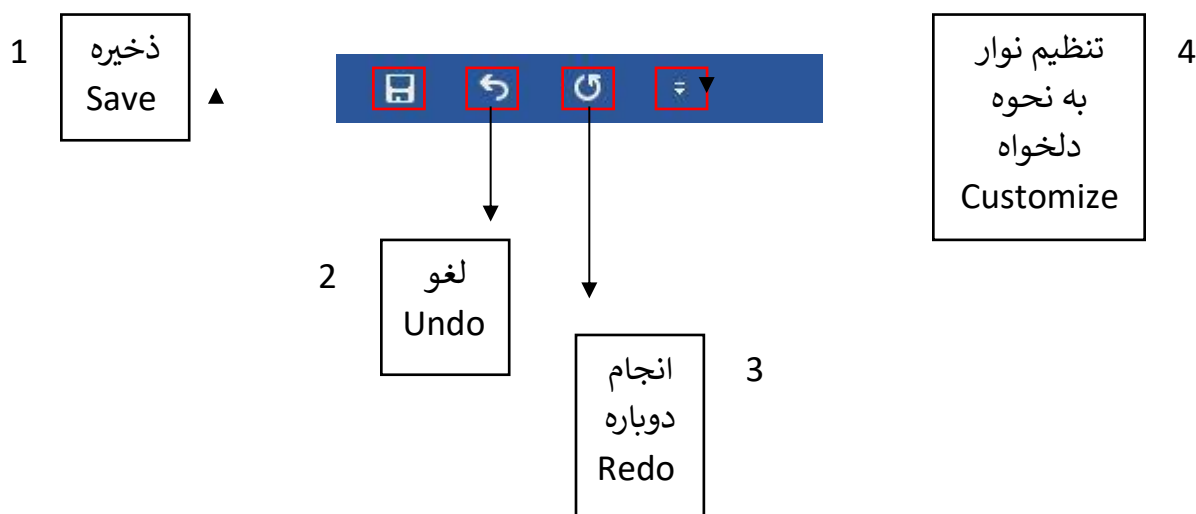 1
ذخیره
Save
2
لغو
Undo
3
انجام
دوباره
Redo
4
تنظیم نوار
به نحوه
دلخواه
Customize